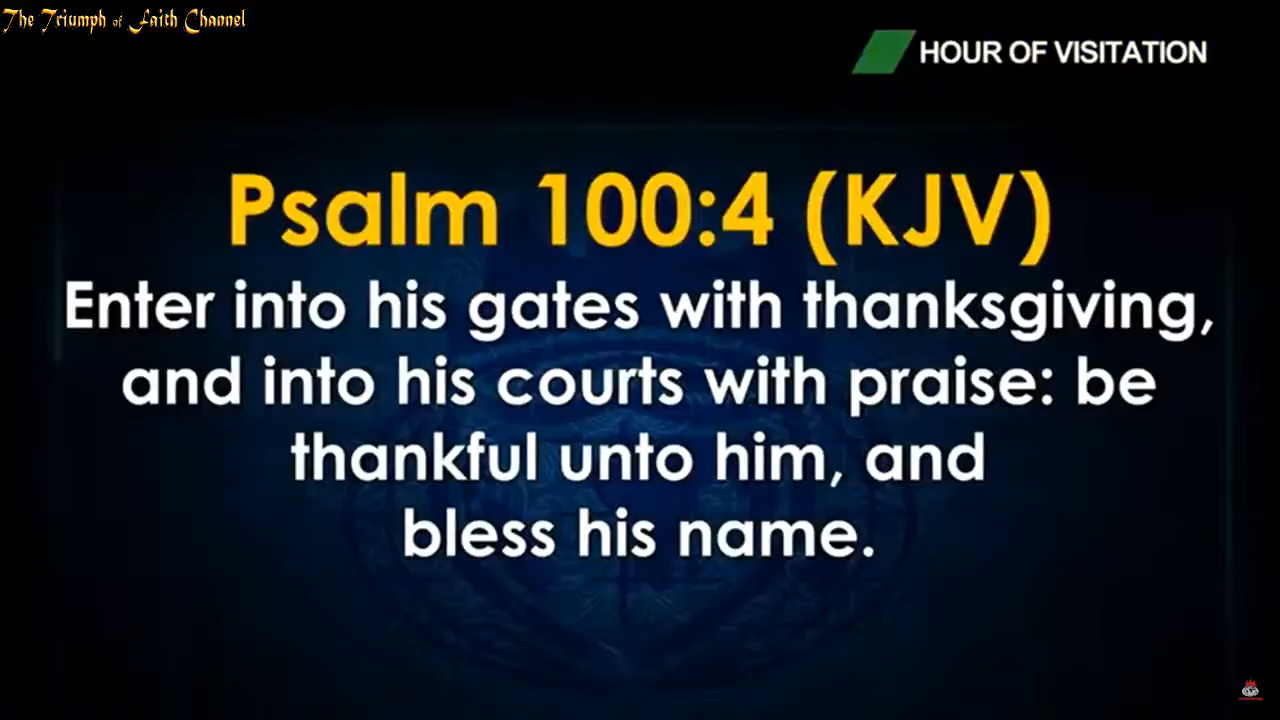 The Triumph of Faith Channel
HOUR OF VISITATION
Psalm 100:4 (KJV)
Enter into his gates with thanksgiving,
and into his courts with praise: be
thankful unto him, and
bless his name.